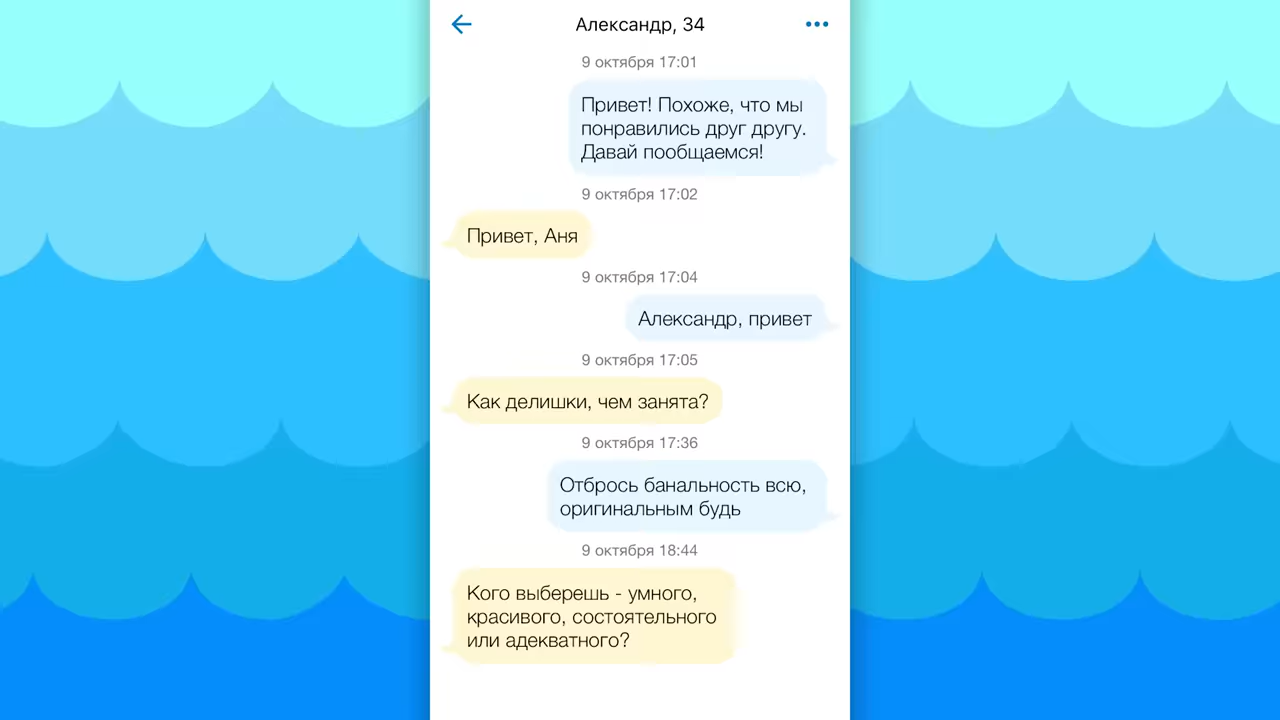 Александр, 34
9 октября 17:01
Привет! Похоже, что мы
понравились друг другу.
Давай пообщаемся!
9 октября 17:02
Привет, Аня
9 октября 17:04
Александр, привет
9 октября 17:05
Как делишки, чем занята?
9 октября 17:36
Отбрось банальность всю,
оригинальным будь
9 октября 18:44
Кого выберешь - умного,
красивого, состоятельного
или адекватного?